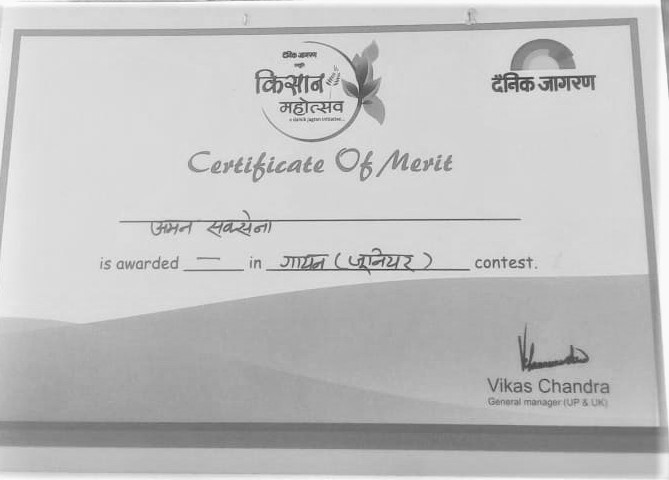 दैनिक जागरण
किसान
महोत्सव
दैनिक जागरण
Certificate Of Merit
अमन सक्सेना
is awarded — in गायन (जूनियर) contest.
Vikas Chandra
General manager (UP & UK)